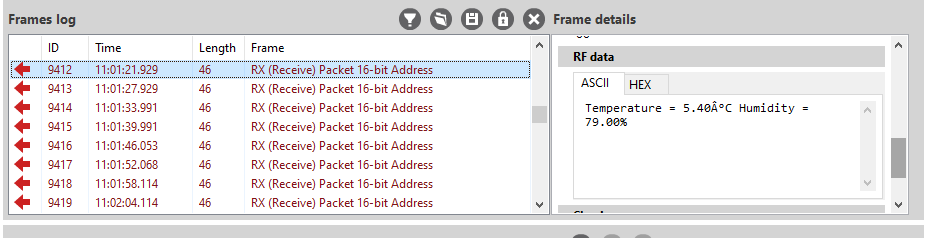 Frames log
ID Time Length Frame
9412 11:01:21.929 46 RX (Receive) Packet 16-bit Address
9413 11:01:27.929 46 RX (Receive) Packet 16-bit Address
9414 11:01:33.991 46 RX (Receive) Packet 16-bit Address
9415 11:01:39.991 46 RX (Receive) Packet 16-bit Address
9416 11:01:46.053 46 RX (Receive) Packet 16-bit Address
9417 11:01:52.068 46 RX (Receive) Packet 16-bit Address
9418 11:01:58.114 46 RX (Receive) Packet 16-bit Address
9419 11:02:04.114 46 RX (Receive) Packet 16-bit Address
Frame details
RF data
ASCII HEX
Temperature = 5.40Â°C Humidity =
79.00%